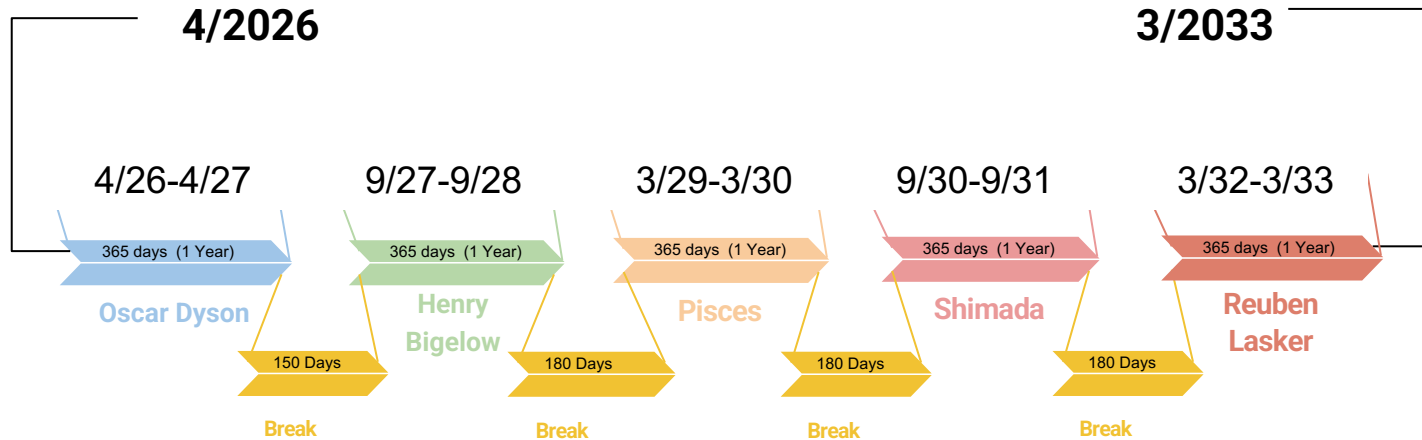 4/2026
3/2033
4/26-4/27
9/27-9/28
3/29-3/30
9/30-9/31
3/32-3/33
365 days (1 Year)
365 days (1 Year)
365 days (1 Year)
365 days (1 Year)
365 days (1 Year)
Oscar Dyson
Henry
Bigelow
Pisces
Shimada
Reuben
Lasker
150 Days
180 Days
180 Days
180 Days
Break
Break
Break
Break